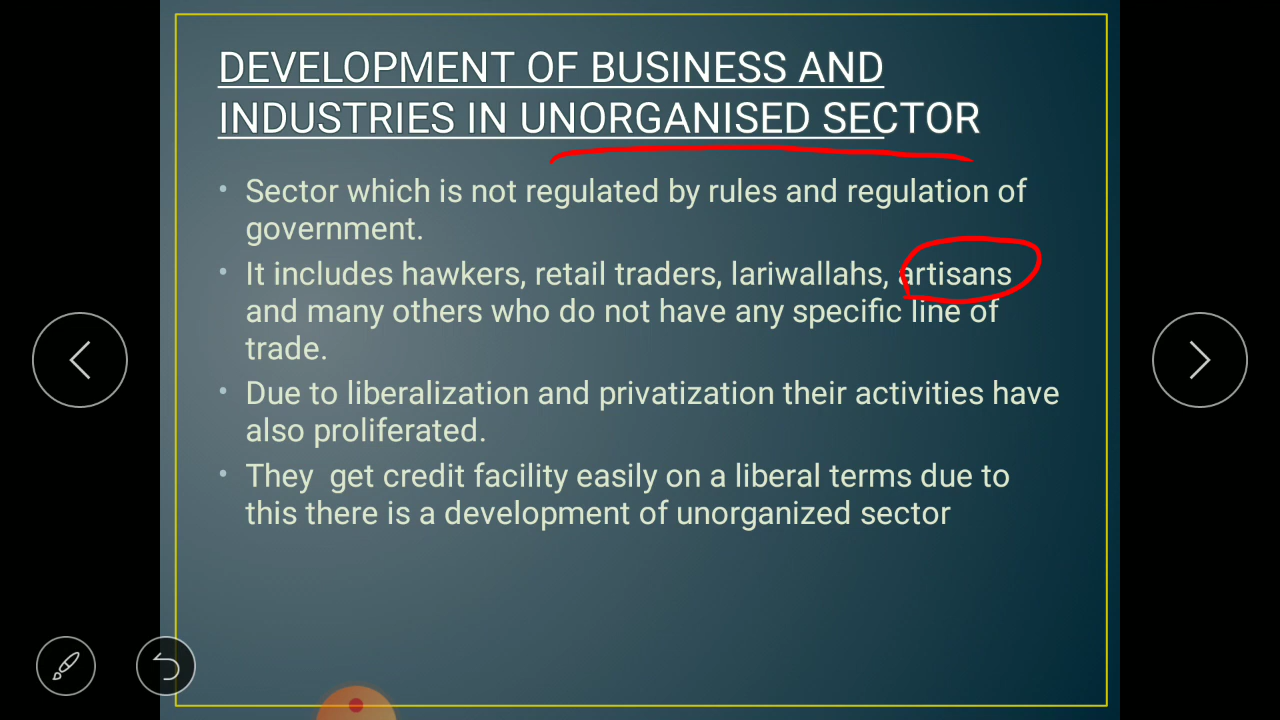 DEVELOPMENT OF BUSINESS AND
INDUSTRIES IN UNORGANISED SECTOR
• Sector which is not regulated by rules and regulation of
government.
• It includes hawkers, retail traders, lariwallahs, artisans
and many others who do not have any specific line of
trade.
• Due to liberalization and privatization their activities have
also proliferated.
• They  get credit facility easily on a liberal terms due to
this there is a development of unorganized sector